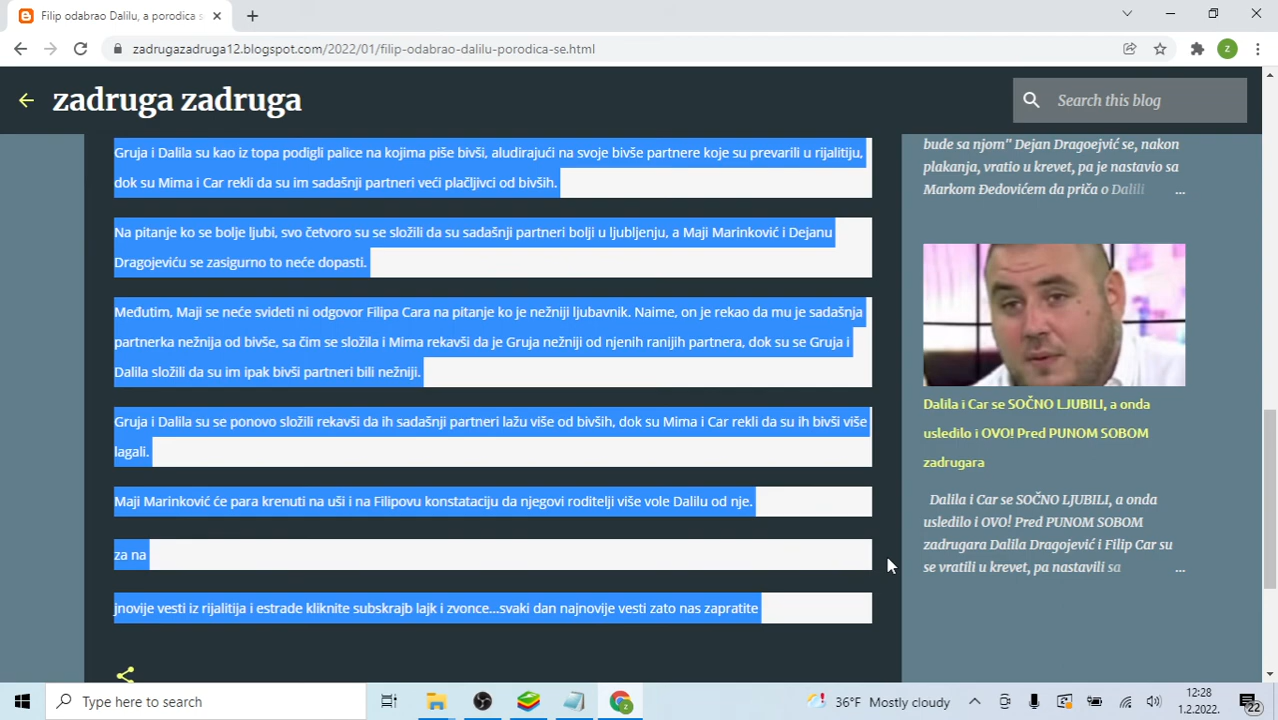 Filip odabrao Dalilu, a porodica s
zadrugazadruga12.blogspot.com/2022/01/filip-odabrao-dalilu-porodica-se.html
z
zadruga zadruga
Search this blog
Gruja i Dalila su kao iz topa podigli palice na kojima piše bivši, aludirajući na svoje bivše partnere koje su prevarili u rijalitiju,
dok su Mima i Car rekli da su im sadašnji partneri veći plačljivci od bivših.
Na pitanje ko se bolje ljubi, svo četvoro su se složili da su sadašnji partneri bolji u ljubljenju, a Maji Marinković i Dejanu
Dragojeviću se zasigurno to neće dopasti.
Međutim, Maji se neće svideti ni odgovor Filipa Cara na pitanje ko je nežniji ljubavnik. Naime, on je rekao da mu je sadašnja
partnerka nežnija od bivše, sa čim se složila i Mima rekavši da je Gruja nežniji od njenih ranijih partnera, dok su se Gruja i
Dalila složili da su im ipak bivši partneri bili nežniji.
Gruja i Dalila su se ponovo složili rekavši da ih sadašnji partneri lažu više od bivših, dok su Mima i Car rekli da su ih bivši više
lagali.
Maji Marinković će para krenuti na uši i na Filipovu konstataciju da njegovi roditelji više vole Dalilu od nje.
za na
jnovije vesti iz rijalitija i estrade kliknite subskrajb lajk i zvonce...svaki dan najnovije vesti zato nas zapratite
bude sa njom" Dejan Dragoejvić se, nakon
plakanja, vratio u krevet, pa je nastavio sa
Markom Đedovićem da priča o Dalili ...
Dalila i Car se SOČNO LJUBILI, a onda
usledilo i OVO! Pred PUNOM SOBOM
zadrugara
Dalila i Car se SOČNO LJUBILI, a onda
usledilo i OVO! Pred PUNOM SOBOM
zadrugara Dalila Dragojević i Filip Car su
se vratili u krevet, pa nastavili sa ...
Type here to search
36°F Mostly cloudy
12:28
1.2.2022.
22